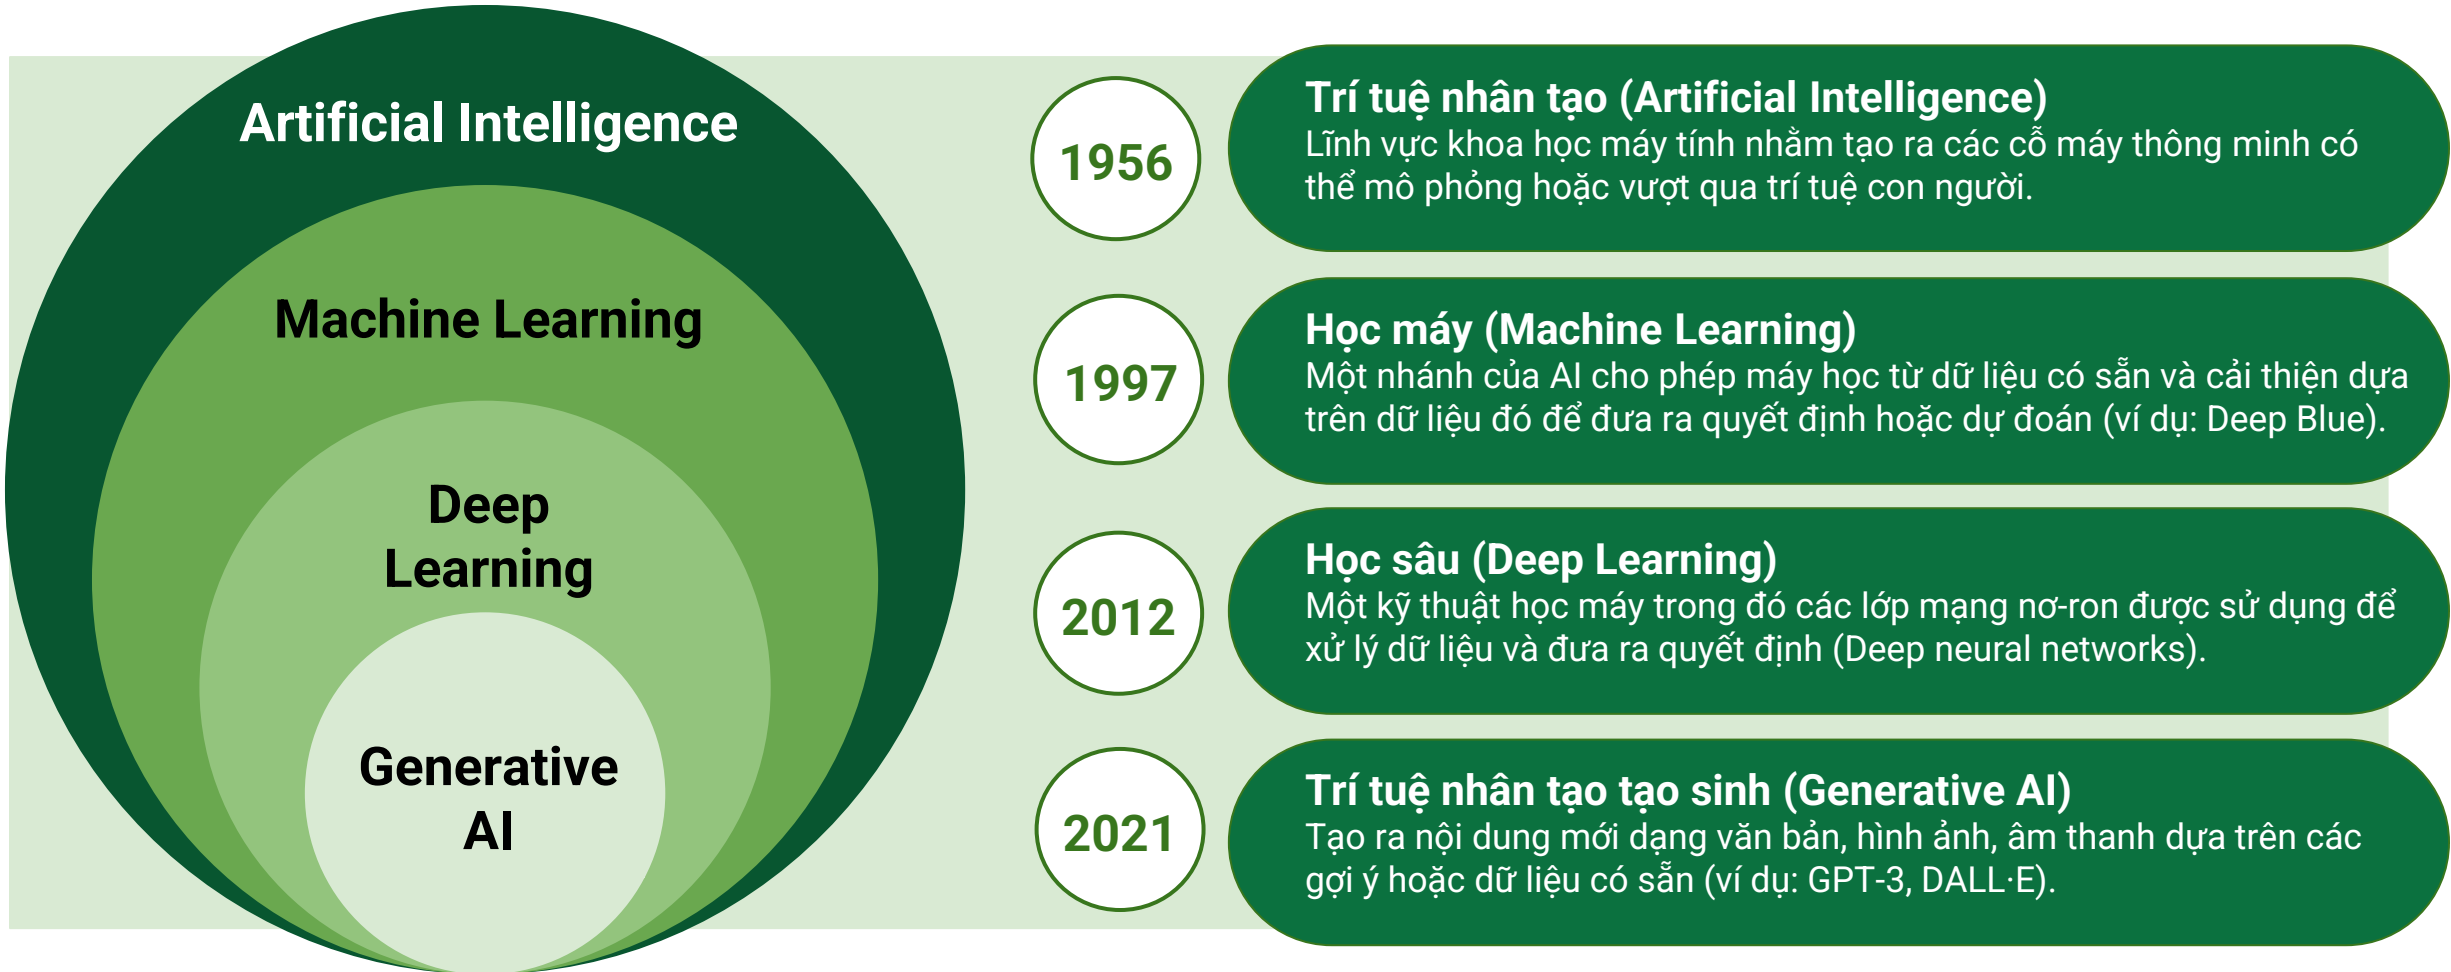 Artificial Intelligence
Machine Learning
Deep
Learning
Generative
AI
1956
Trí tuệ nhân tạo (Artificial Intelligence)
Lĩnh vực khoa học máy tính nhằm tạo ra các cỗ máy thông minh có
thể mô phỏng hoặc vượt qua trí tuệ con người.
1997
Học máy (Machine Learning)
Một nhánh của AI cho phép máy học từ dữ liệu có sẵn và cải thiện dựa
trên dữ liệu đó để đưa ra quyết định hoặc dự đoán (ví dụ: Deep Blue).
2012
Học sâu (Deep Learning)
Một kỹ thuật học máy trong đó các lớp mạng nơ-ron được sử dụng để
xử lý dữ liệu và đưa ra quyết định (Deep neural networks).
2021
Trí tuệ nhân tạo tạo sinh (Generative AI)
Tạo ra nội dung mới dạng văn bản, hình ảnh, âm thanh dựa trên các
gợi ý hoặc dữ liệu có sẵn (ví dụ: GPT-3, DALL·E).